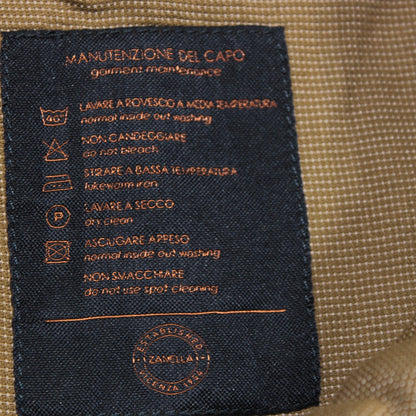 MANUTENZIONE DEL CAPO
garment maintenance
40°
LAVARE A ROVESCIO A MEDIA TEMPERATURA
normal inside out washing
NON CANDEGGIARE
do not bleach
STIRARE A BASSA TEMPERATURA
lukewarm iron
P
LAVARE A SECCO
dry clean
ASCIUGARE APPESO
normal inside out washing
NON SMACCHIARE
do not use spot cleaning
ESTABLISHED
ZANELLA
VICENZA